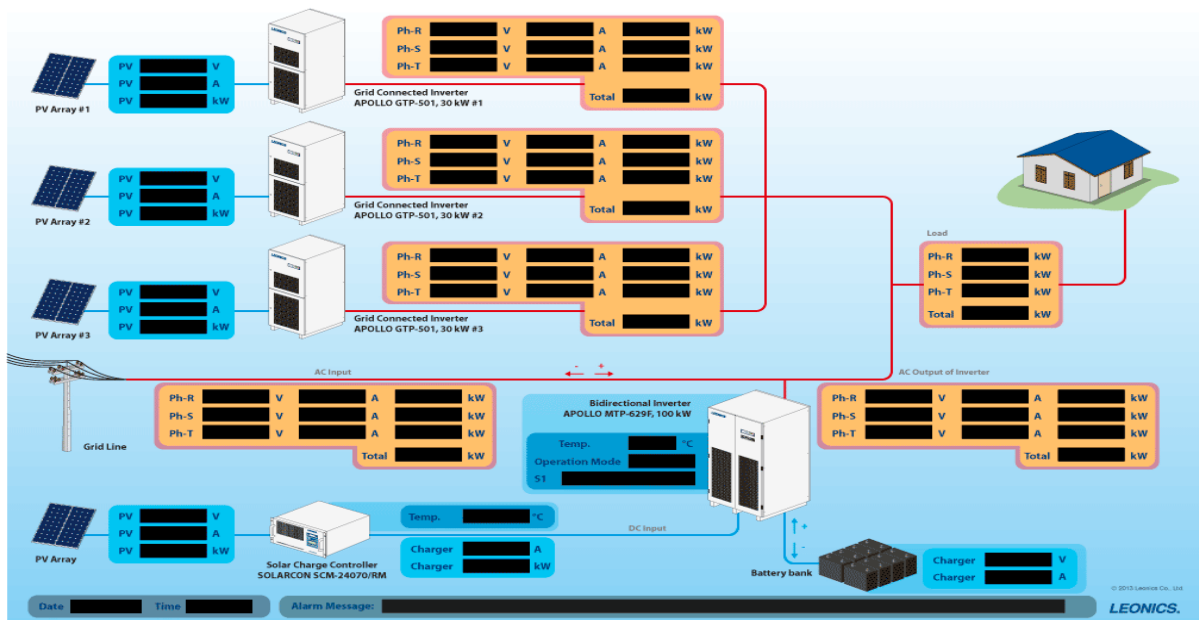 Ph-R V A kW
Ph-S V A kW
Ph-T V A kW
Total kW
PV V
PV A
PV kW
PV Array #1
LEONICS
Grid Connected Inverter
APOLLO GTP-501, 30 kW #1
Ph-R V A kW
Ph-S V A kW
Ph-T V A kW
Total kW
PV V
PV A
PV kW
PV Array #2
LEONICS
Grid Connected Inverter
APOLLO GTP-501, 30 kW #2
Ph-R V A kW
Ph-S V A kW
Ph-T V A kW
Total kW
PV V
PV A
PV kW
PV Array #3
LEONICS
Grid Connected Inverter
APOLLO GTP-501, 30 kW #3
Load
Ph-R kW
Ph-S kW
Ph-T kW
Total kW
AC Input
- +
AC Output of Inverter
Ph-R V A kW
Ph-S V A kW
Ph-T V A kW
Total kW
Grid Line
Bidirectional Inverter
APOLLO MTP-629F, 100 kW
Temp. °C
Operation Mode
S1
LEONICS
Ph-R V A kW
Ph-S V A kW
Ph-T V A kW
Total kW
PV V
PV A
PV kW
PV Array
Solar Charge Controller
SOLARCON SCM-24070/RM
Temp. °C
Charger A
Charger kW
DC Input
+
-
Battery bank
Charger V
Charger A
© 2013 Leonics Co., Ltd
Date Time Alarm Message:
LEONICS.